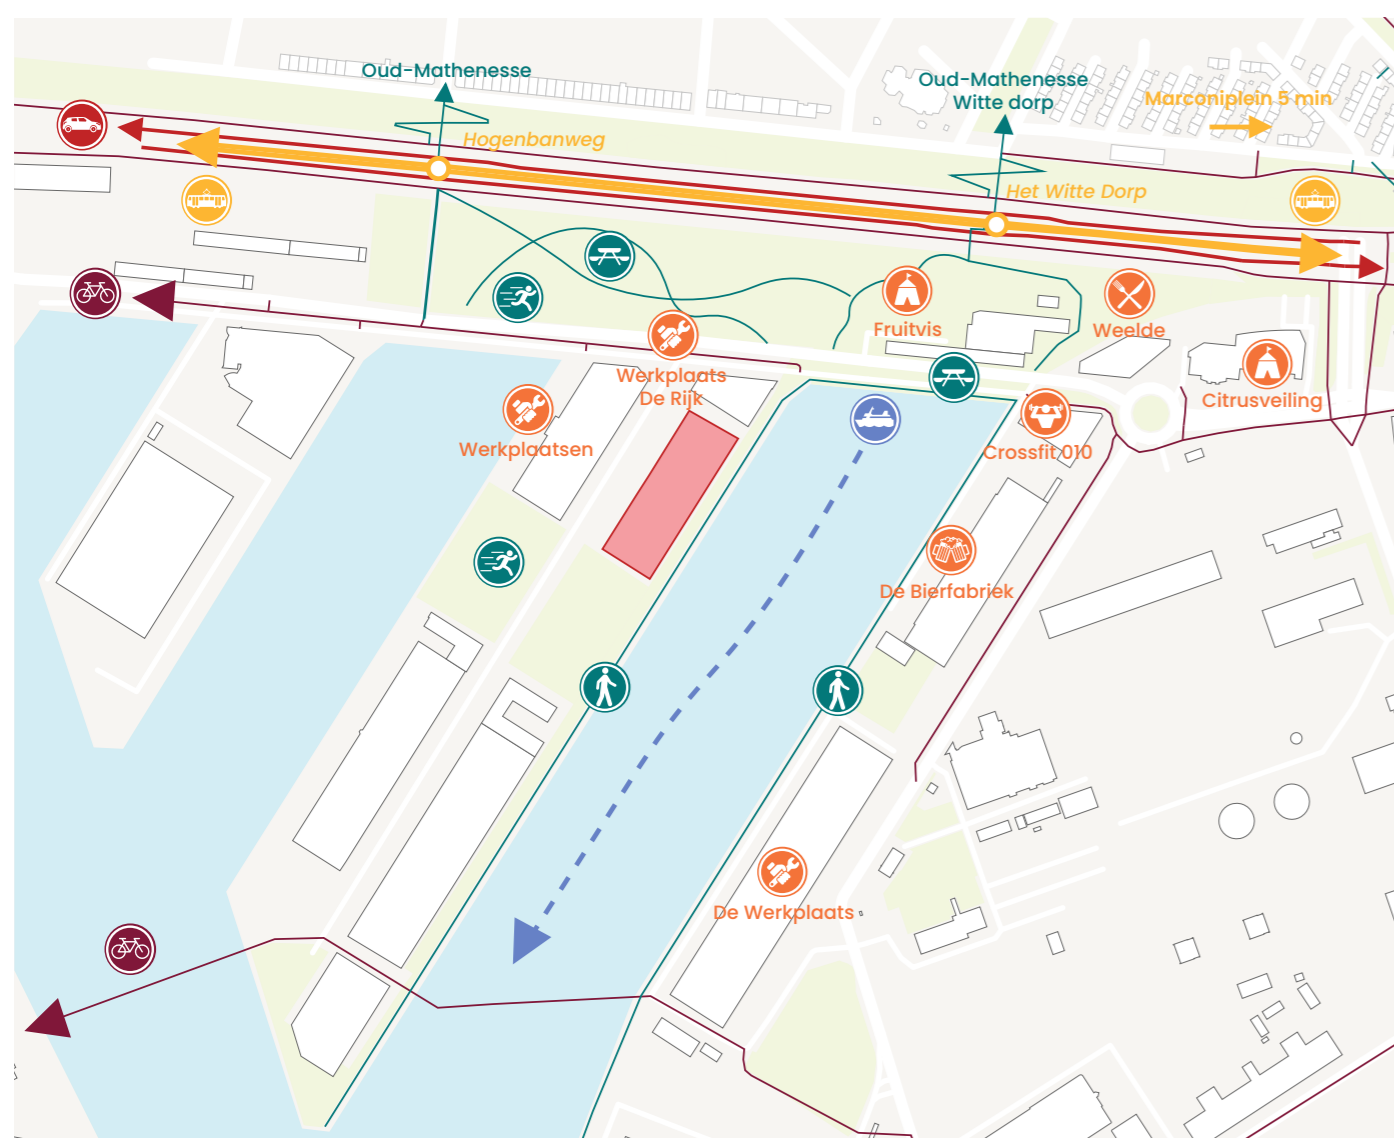 Oud-Mathenesse
Oud-Mathenesse
Witte dorp
Marconiplein 5 min
Hogenbanweg
Het Witte Dorp
Fruitvis
Weelde
Werkplaats
De Rijk
Citrusveiling
Werkplaatsen
Crossfit 010
De Bierfabriek
De Werkplaats